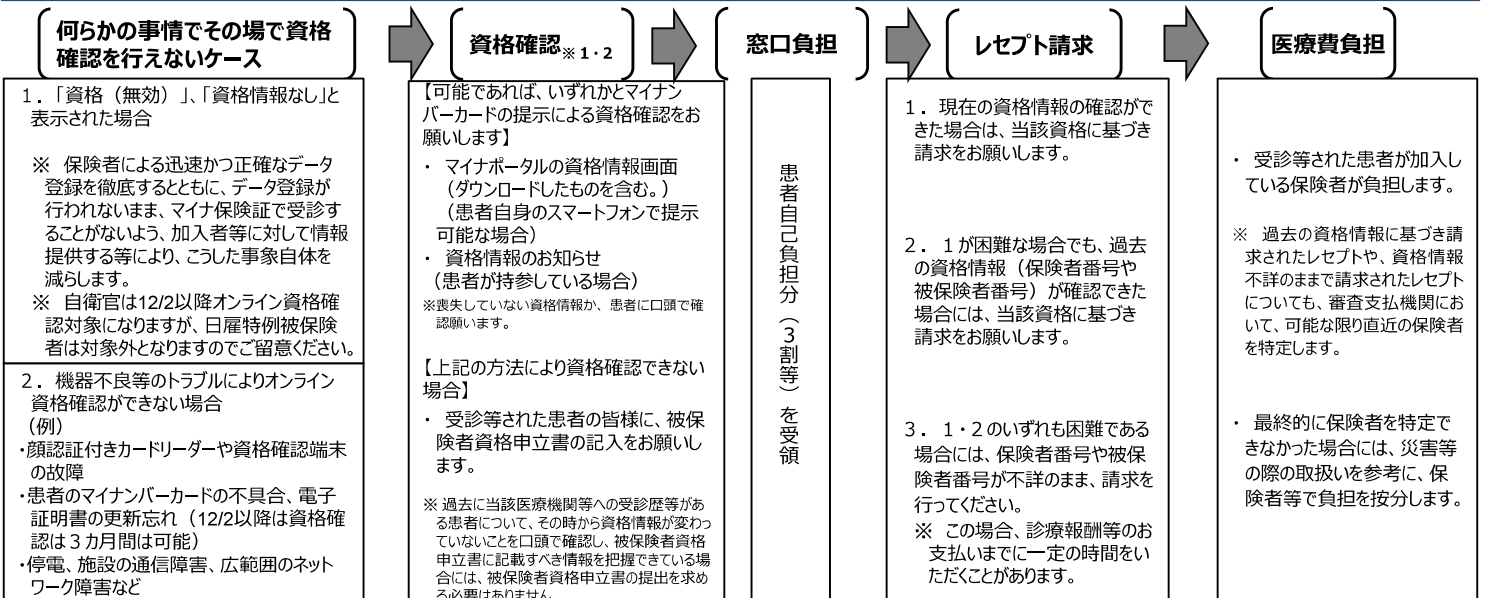 何らかの事情でその場で資格
確認を行えないケース
資格確認※1・2
窓口負担
レセプト請求
医療費負担
1．「資格（無効）」、「資格情報なし」と
表示された場合
※ 保険者による迅速かつ正確なデータ
登録を徹底するとともに、データ登録が
行われないまま、マイナ保険証で受診す
ることがないよう、加入者等に対して情報
提供する等により、こうした事象自体を
減らします。
※ 自衛官は12/2以降オンライン資格確
認対象になりますが、日雇特例被保険
者は対象外となりますのでご留意ください。
2．機器不良等のトラブルによりオンライン
資格確認ができない場合
（例）
・顔認証付きカードリーダーや資格確認端末
の故障
・患者のマイナンバーカードの不具合、電子
証明書の更新忘れ（12/2以降は資格確
認は３カ月間は可能）
・停電、施設の通信障害、広範囲のネット
ワーク障害など
【可能であれば、いずれかとマイナン
バーカードの提示による資格確認をお
願いします】
・ マイナポータルの資格情報画面
（ダウンロードしたものを含む。）
（患者自身のスマートフォンで提示
可能な場合）
・ 資格情報のお知らせ
（患者が持参している場合）
※喪失していない資格情報か、患者に口頭で確
認願います。
【上記の方法により資格確認できない
場合】
・ 受診等された患者の皆様に、被保
険者資格申立書の記入をお願いし
ます。
※ 過去に当該医療機関等への受診歴等があ
る患者について、その時から資格情報が変わっ
ていないことを口頭で確認し、被保険者資格
申立書に記載すべき情報を把握できている場
合には、被保険者資格申立書の提出を求め
る必要はありません
患者自己負担分（３割等）を受領
1．現在の資格情報の確認がで
きた場合は、当該資格に基づき
請求をお願いします。
2．１が困難な場合でも、過去
の資格情報（保険者番号や
被保険者番号）が確認できた
場合には、当該資格に基づき
請求をお願いします。
3．１・２のいずれも困難である
場合には、保険者番号や被保
険者番号が不詳のまま、請求を
行ってください。
※ この場合、診療報酬等のお
支払いまでに一定の時間をい
ただくことがあります。
・ 受診等された患者が加入し
ている保険者が負担します。
※ 過去の資格情報に基づき請
求されたレセプトや、資格情報
不詳のままで請求されたレセプト
についても、審査支払機関にお
いて、可能な限り直近の保険者
を特定します。
・ 最終的に保険者を特定で
きなかった場合には、災害等
の際の取扱いを参考に、保
険者等で負担を按分します。